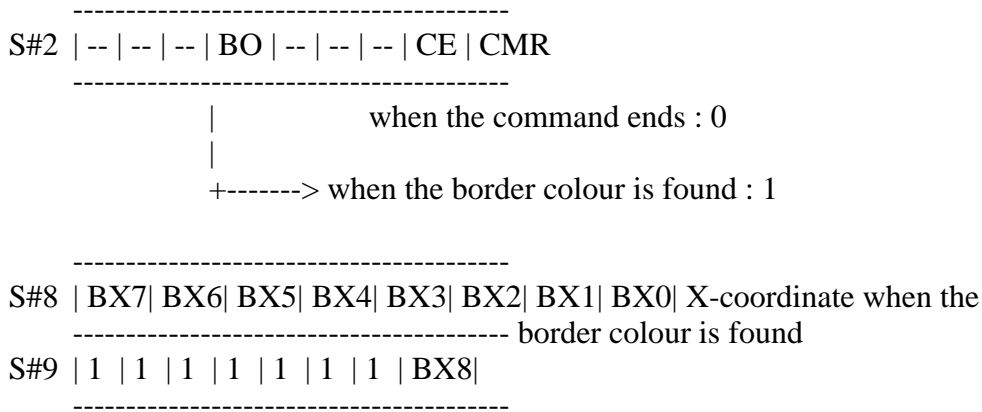 -----------------------------------------
S#2 | -- | -- | -- | BO | -- | -- | -- | CE | CMR
-----------------------------------------
| when the command ends : 0
|
+-------> when the border colour is found : 1
-----------------------------------------
S#8 | BX7| BX6| BX5| BX4| BX3| BX2| BX1| BX0| X-coordinate when the
----------------------------------------- border colour is found
S#9 | 1 | 1 | 1 | 1 | 1 | 1 | 1 | BX8|
-----------------------------------------